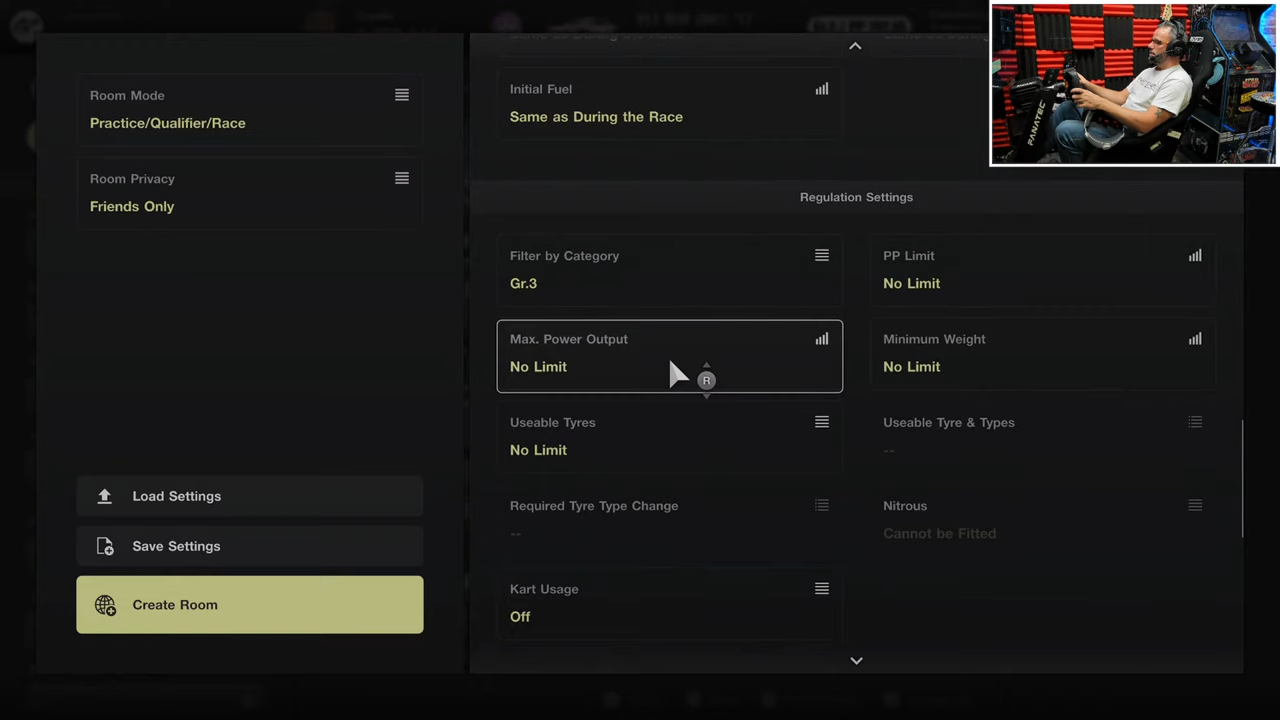 Room Mode
Practice/Qualifier/Race
Room Privacy
Friends Only
Load Settings
Save Settings
Create Room
Initial Fuel
Same as During the Race
Regulation Settings
Filter by Category
Gr.3
PP Limit
No Limit
Max. Power Output
No Limit
Minimum Weight
No Limit
R
Useable Tyres
No Limit
Useable Tyre & Types
--
Required Tyre Type Change
--
Nitrous
Cannot be Fitted
Kart Usage
Off
FANATEC